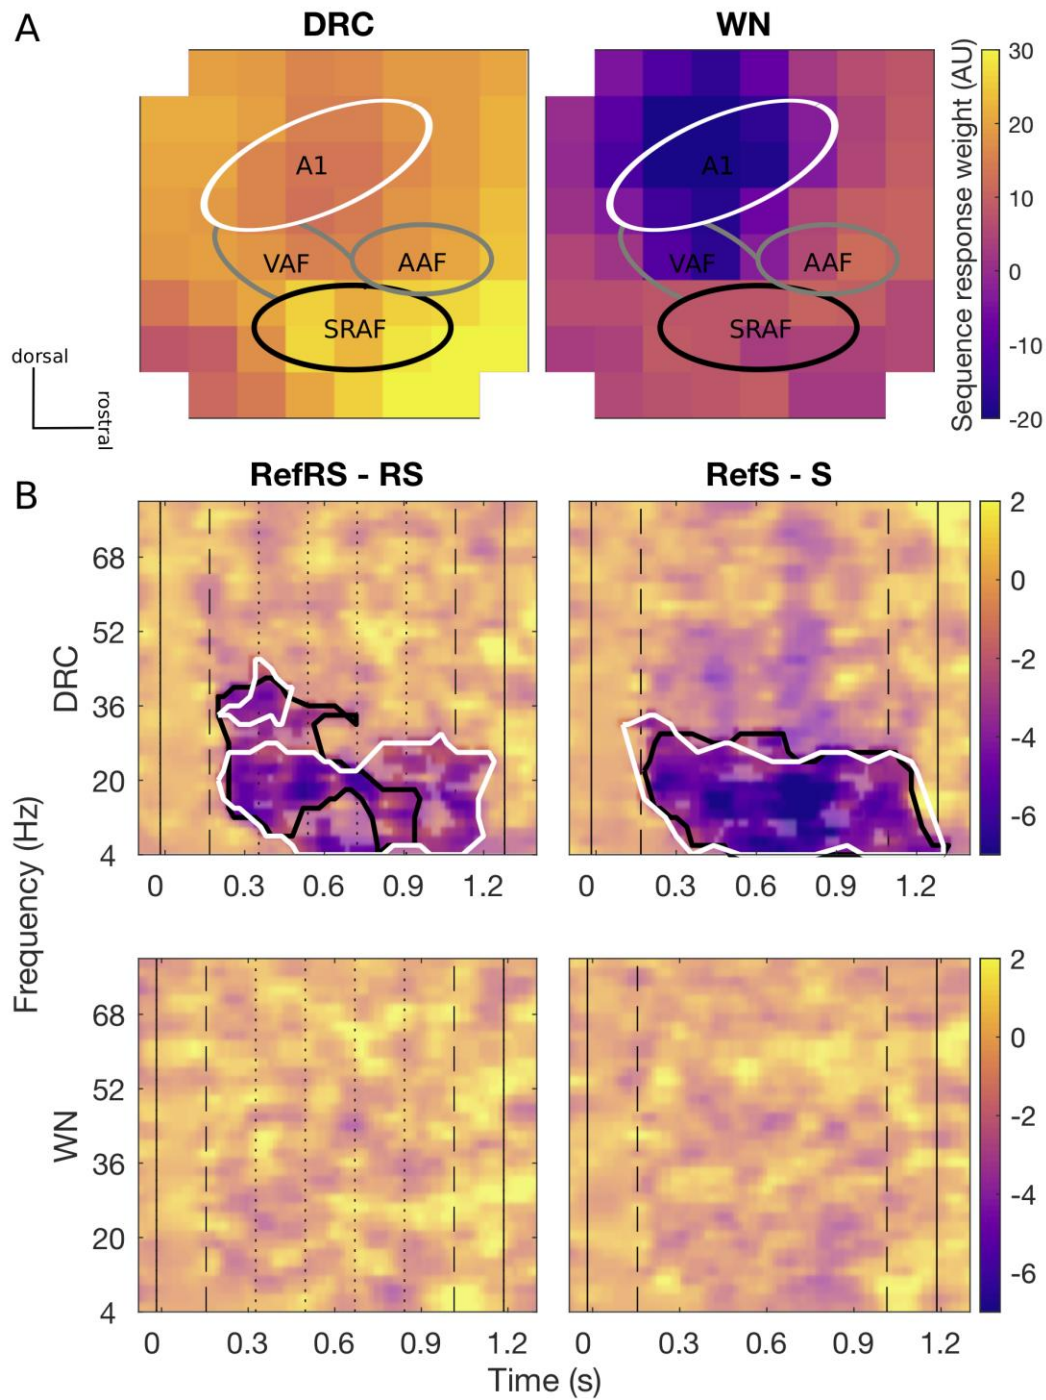 A
DRC
WN
A1
VAF
AAF
SRAF
A1
VAF
AAF
SRAF
30
20
10
0
-10
-20
Sequence response weight (AU)
dorsal
rostral
B
RefRS - RS
RefS - S
DRC
68
52
36
20
4
0 0.3 0.6 0.9 1.2
0 0.3 0.6 0.9 1.2
2
0
-2
-4
-6
Frequency (Hz)
WN
68
52
36
20
4
0 0.3 0.6 0.9 1.2
0 0.3 0.6 0.9 1.2
2
0
-2
-4
-6
Time (s)